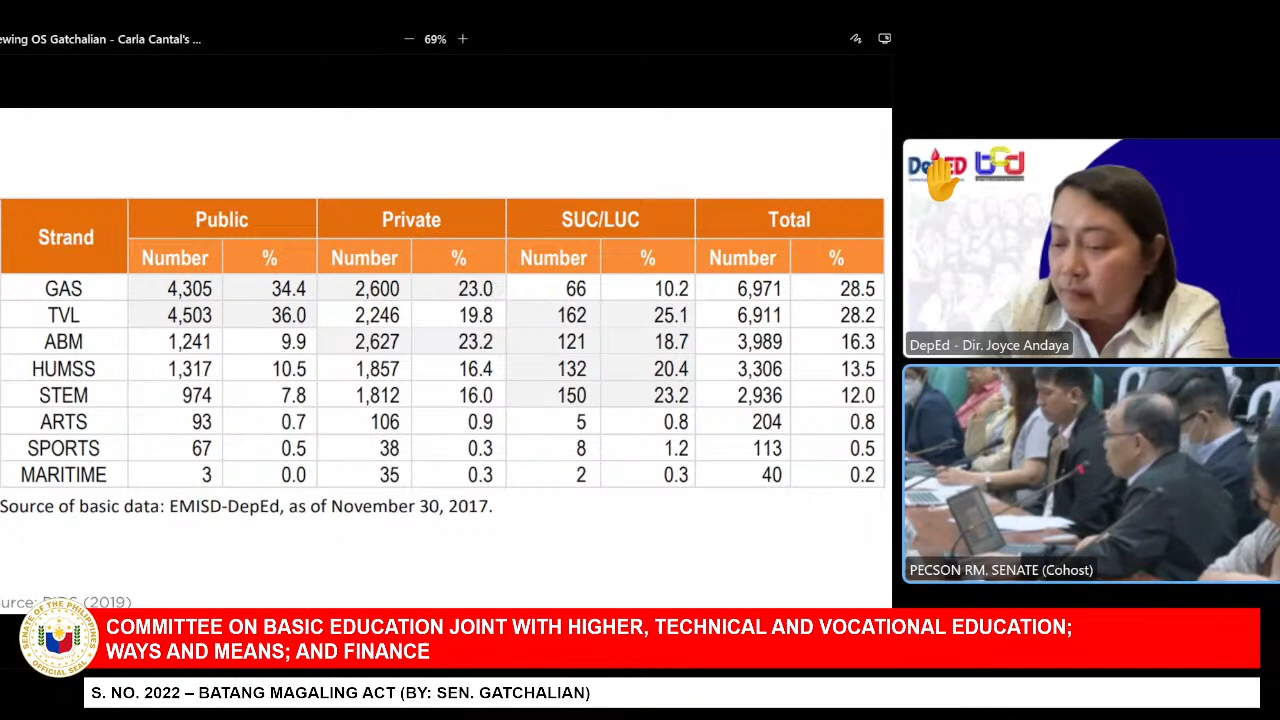 ewing OS Gatchalian - Carla Cantal's ...
69%
Strand Public Private SUC/LUC Total
Number % Number % Number % Number %
GAS 4,305 34.4 2,600 23.0 66 10.2 6,971 28.5
TVL 4,503 36.0 2,246 19.8 162 25.1 6,911 28.2
ABM 1,241 9.9 2,627 23.2 121 18.7 3,989 16.3
HUMSS 1,317 10.5 1,857 16.4 132 20.4 3,306 13.5
STEM 974 7.8 1,812 16.0 150 23.2 2,936 12.0
ARTS 93 0.7 106 0.9 5 0.8 204 0.8
SPORTS 67 0.5 38 0.3 8 1.2 113 0.5
MARITIME 3 0.0 35 0.3 2 0.3 40 0.2
Source of basic data: EMISD-DepEd, as of November 30, 2017.
urce: PIDS (2019)
DepED bcd
DepEd - Dir. Joyce Andaya
PECSON RM. SENATE (Cohost)
SENATE OF THE PHILIPPINES
OFFICIAL SEAL
COMMITTEE ON BASIC EDUCATION JOINT WITH HIGHER, TECHNICAL AND VOCATIONAL EDUCATION;
WAYS AND MEANS; AND FINANCE
S. NO. 2022 – BATANG MAGALING ACT (BY: SEN. GATCHALIAN)